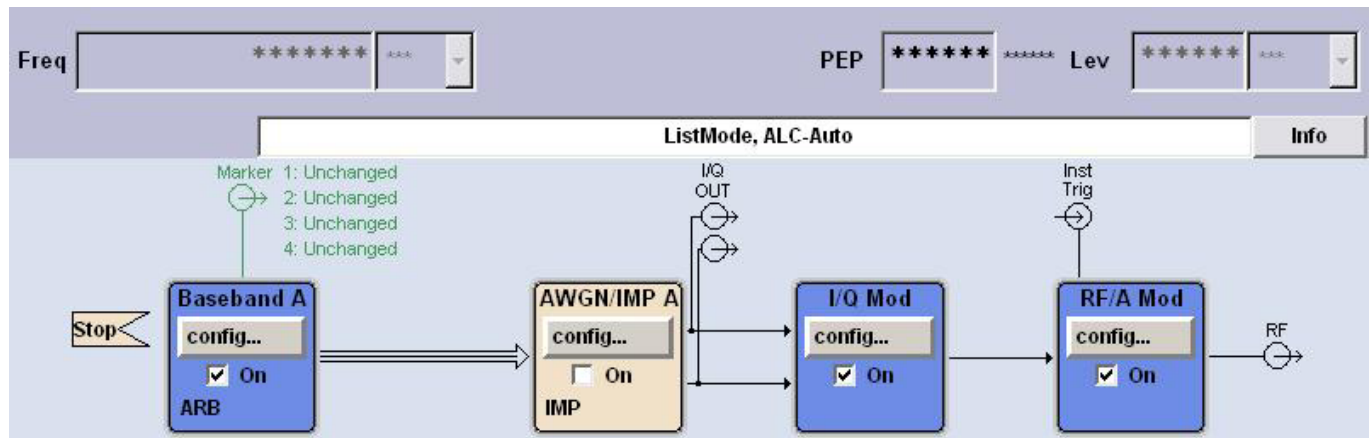 Freq ******* *** PEP ****** ****** Lev ****** ***
ListMode, ALC-Auto Info
Marker 1: Unchanged
2: Unchanged
3: Unchanged
4: Unchanged
I/Q
OUT
Inst
Trig
Stop
Baseband A
config...
On
ARB
AWGN/IMP A
config...
On
IMP
I/Q Mod
config...
On
RF/A Mod
config...
On
RF